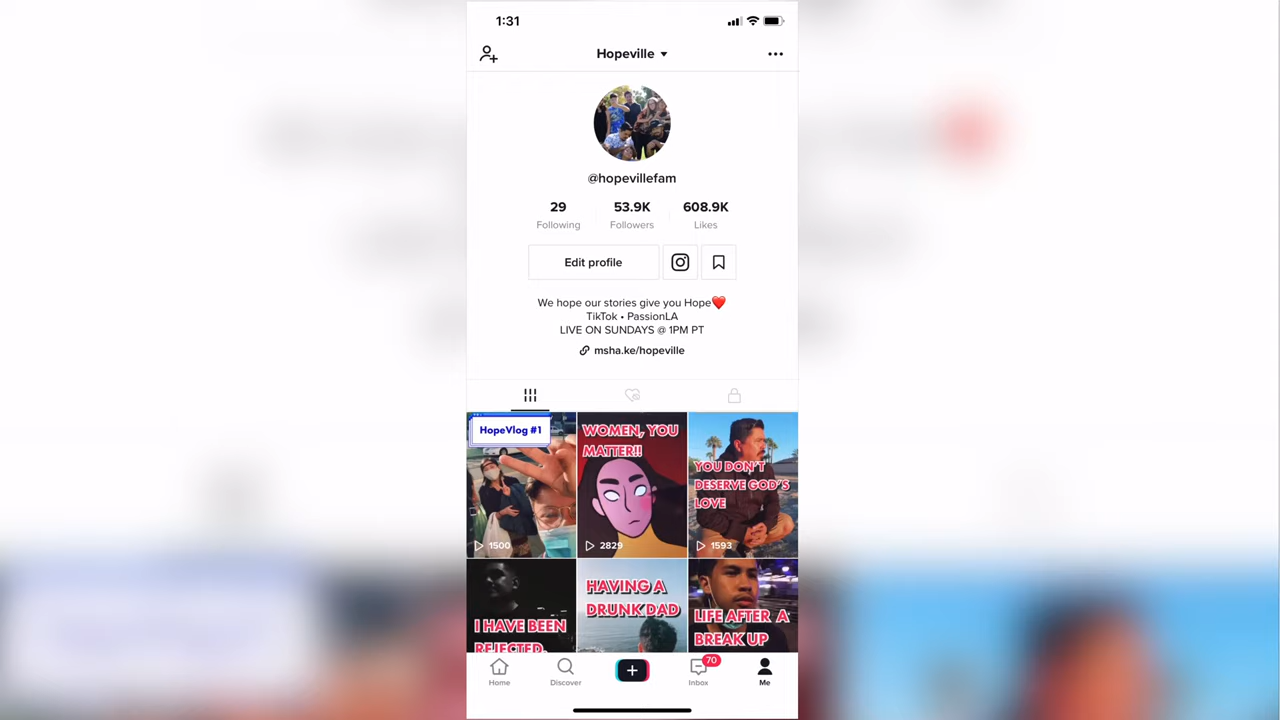 1:31
Hopeville
@hopevillefam
29 53.9K 608.9K
Following Followers Likes
Edit profile
We hope our stories give you Hope❤️
TikTok • PassionLA
LIVE ON SUNDAYS @ 1PM PT
msha.ke/hopeville
HopeVlog #1
1500
WOMEN, YOU
MATTER!!
2829
YOU DON'T
DESERVE GOD'S
LOVE
1593
I HAVE BEEN
REJECTED.
HAVING A
DRUNK DAD
LIFE AFTER A
BREAK UP
70
Home Discover Inbox Me